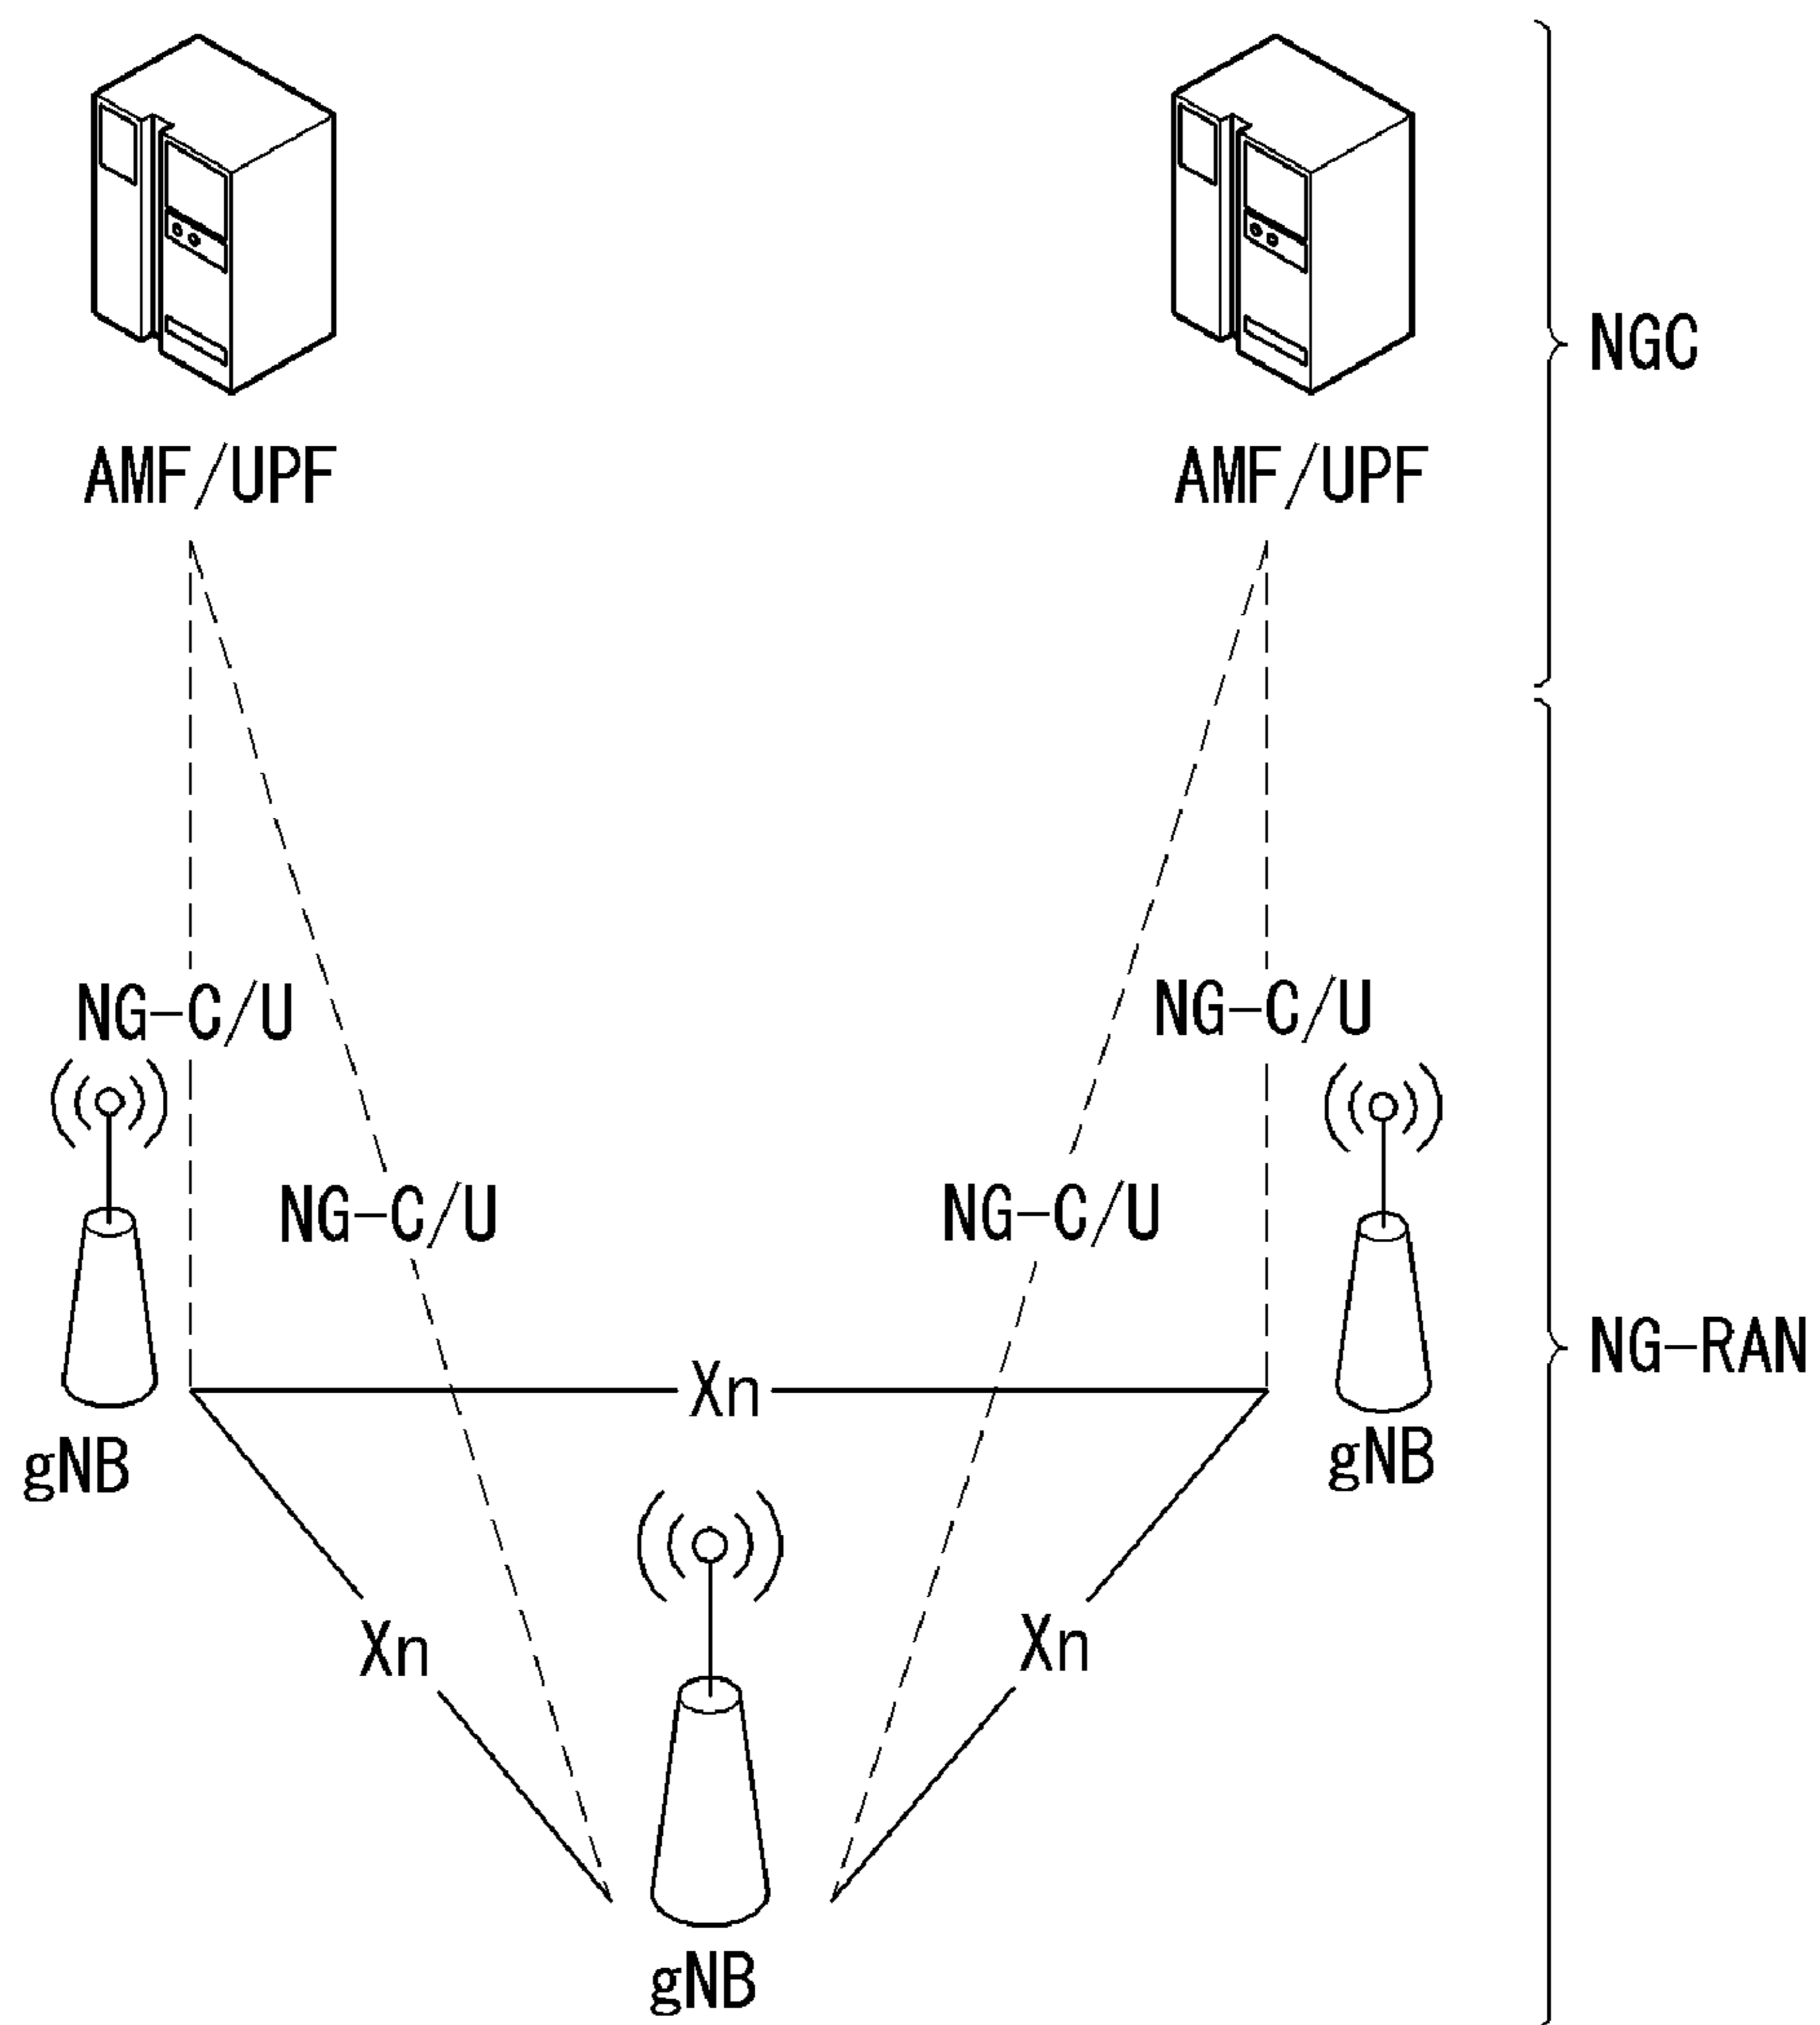 NGC
AMF/UPF
AMF/UPF
NG-C/U
NG-C/U
NG-C/U
NG-C/U
NG-RAN
Xn
gNB
gNB
Xn
Xn
gNB